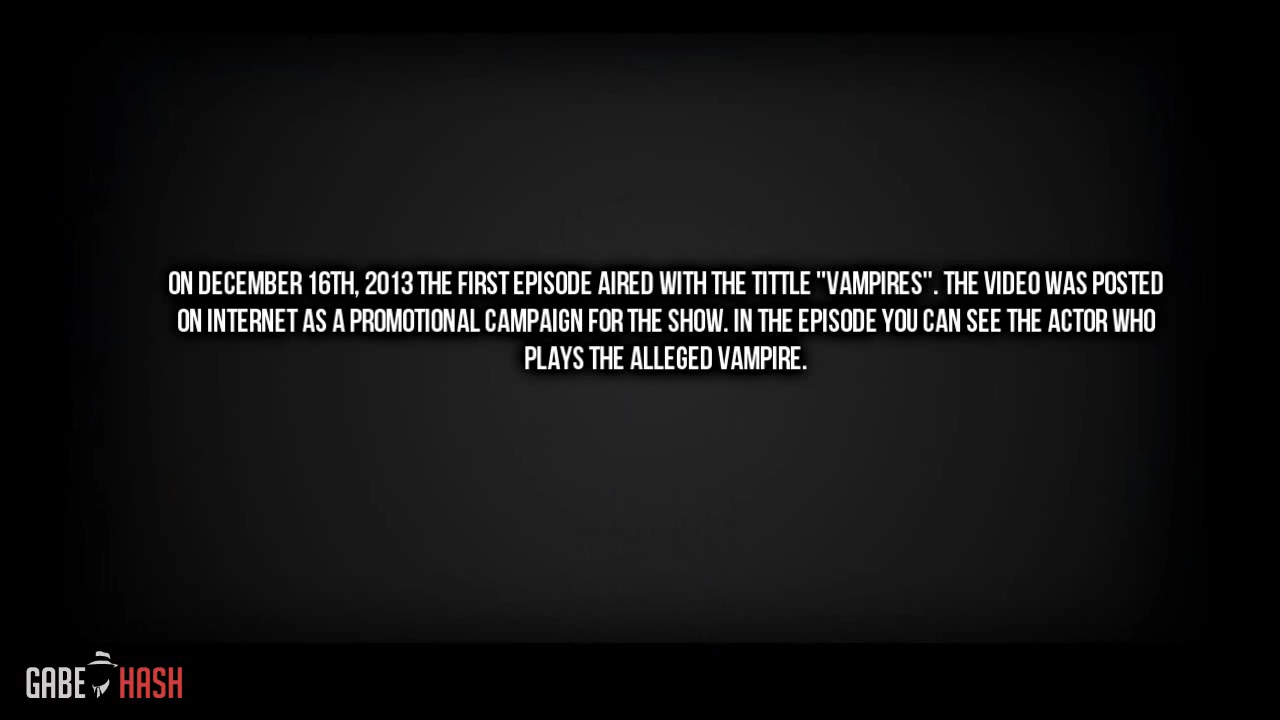 ON DECEMBER 16TH, 2013 THE FIRST EPISODE AIRED WITH THE TITTLE "VAMPIRES". THE VIDEO WAS POSTED
ON INTERNET AS A PROMOTIONAL CAMPAIGN FOR THE SHOW. IN THE EPISODE YOU CAN SEE THE ACTOR WHO
PLAYS THE ALLEGED VAMPIRE.
GABE HASH